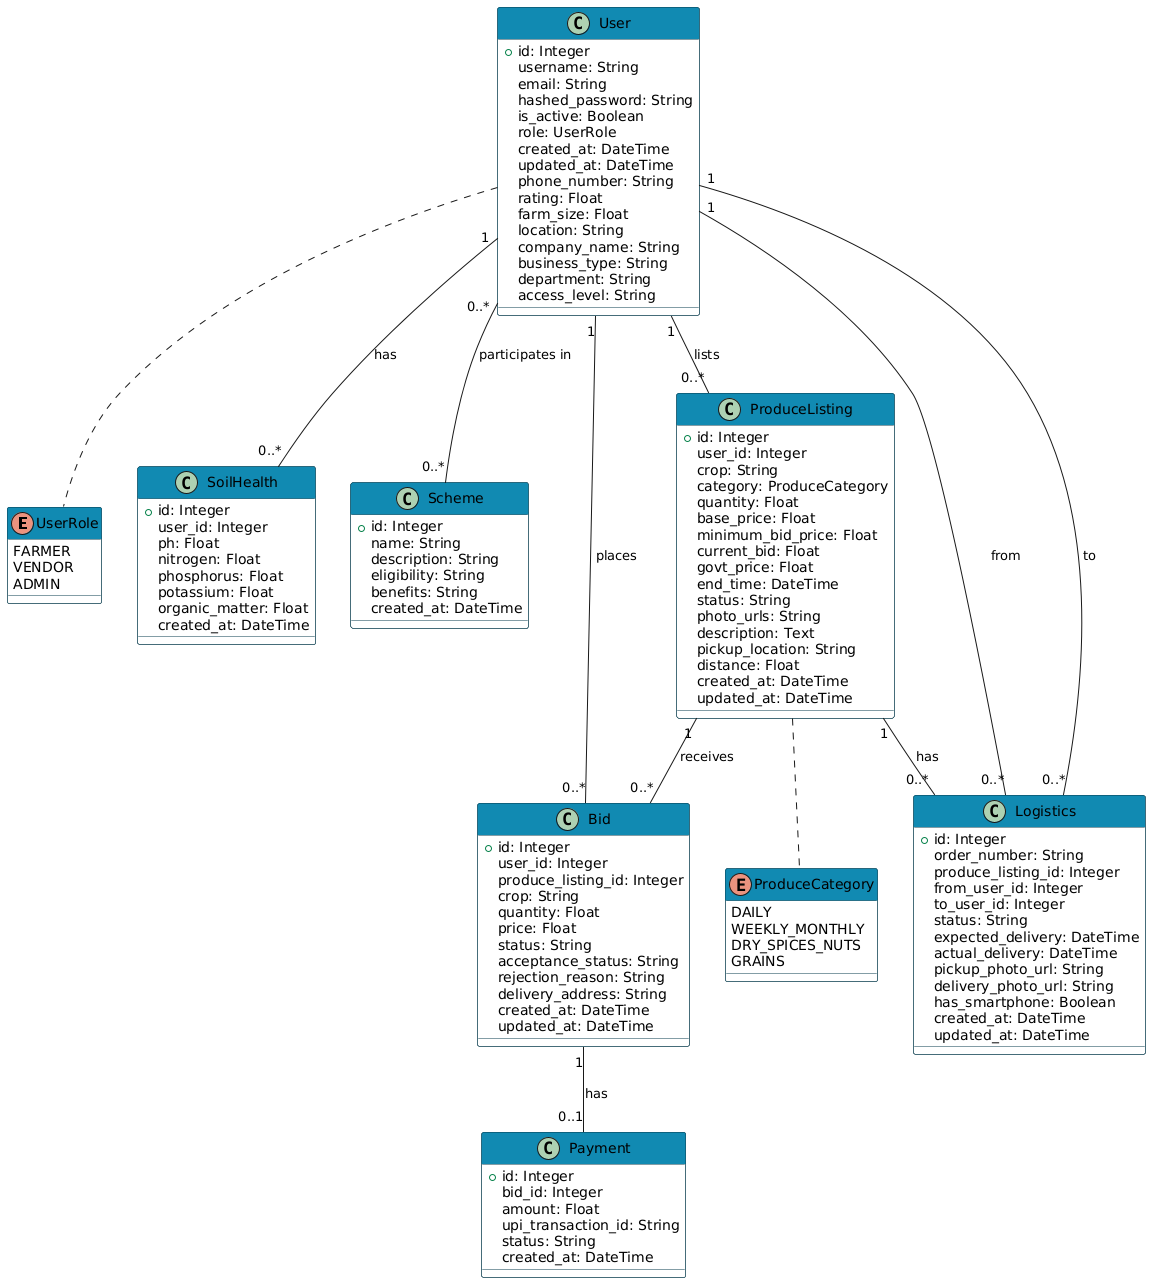 C User
id: Integer
username: String
email: String
hashed_password: String
is_active: Boolean
role: UserRole
created_at: DateTime
updated_at: DateTime
phone_number: String
rating: Float
farm_size: Float
location: String
company_name: String
business_type: String
department: String
access_level: String
1
1
1
0..*
1
1
has
participates in
lists
0..*
0..*
0..*
places
from
to
E UserRole
FARMER
VENDOR
ADMIN
C SoilHealth
id: Integer
user_id: Integer
ph: Float
nitrogen: Float
phosphorus: Float
potassium: Float
organic_matter: Float
created_at: DateTime
C Scheme
id: Integer
name: String
description: String
eligibility: String
benefits: String
created_at: DateTime
C ProduceListing
id: Integer
user_id: Integer
crop: String
category: ProduceCategory
quantity: Float
base_price: Float
minimum_bid_price: Float
current_bid: Float
govt_price: Float
end_time: DateTime
status: String
photo_urls: String
description: Text
pickup_location: String
distance: Float
created_at: DateTime
updated_at: DateTime
1
1
receives
has
0..*
0..*
0..*
0..*
0..*
C Bid
id: Integer
user_id: Integer
produce_listing_id: Integer
crop: String
quantity: Float
price: Float
status: String
acceptance_status: String
rejection_reason: String
delivery_address: String
created_at: DateTime
updated_at: DateTime
E ProduceCategory
DAILY
WEEKLY_MONTHLY
DRY_SPICES_NUTS
GRAINS
C Logistics
id: Integer
order_number: String
produce_listing_id: Integer
from_user_id: Integer
to_user_id: Integer
status: String
expected_delivery: DateTime
actual_delivery: DateTime
pickup_photo_url: String
delivery_photo_url: String
has_smartphone: Boolean
created_at: DateTime
updated_at: DateTime
1
has
0..1
C Payment
id: Integer
bid_id: Integer
amount: Float
upi_transaction_id: String
status: String
created_at: DateTime